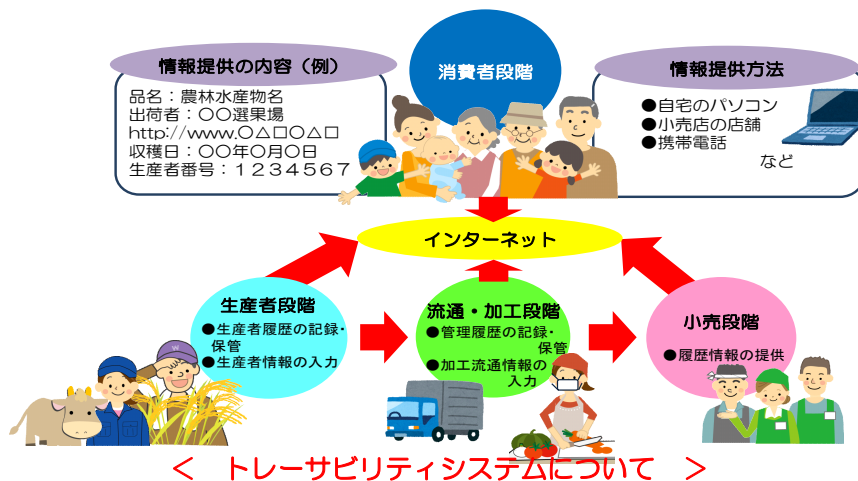 情報提供の内容（例）
品名：農林水産物名
出荷者：〇〇選果場
http://www.〇△□〇△□
収穫日：〇〇年〇月〇日
生産者番号：１２３４５６７
消費者段階
情報提供方法
●自宅のパソコン
●小売店の店舗
●携帯電話
など
インターネット
生産者段階
●生産者履歴の記録・
保管
●生産者情報の入力
流通・加工段階
●管理履歴の記録・
保管
●加工流通情報の
入力
小売段階
●履歴情報の提供
W
＜　トレーサビリティシステムについて　＞